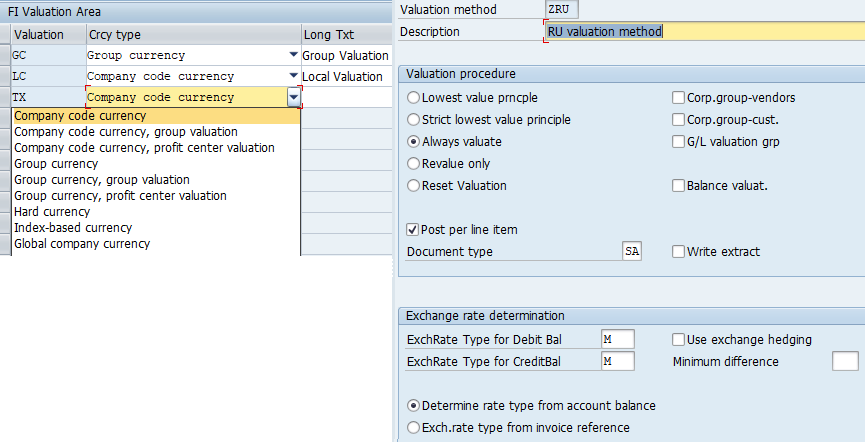 FI Valuation Area
Valuation Crcy type Long Txt
GC Group currency Group Valuation
LC Company code currency Local Valuation
TX Company code currency
Company code currency
Company code currency, group valuation
Company code currency, profit center valuation
Group currency
Group currency, group valuation
Group currency, profit center valuation
Hard currency
Index-based currency
Global company currency
Valuation method ZRU
Description RU valuation method
Valuation procedure
Lowest value prncple Corp.group-vendors
Strict lowest value principle Corp.group-cust.
Always valuate G/L valuation grp
Revalue only
Reset Valuation Balance valuat.
Post per line item
Document type SA Write extract
Exchange rate determination
ExchRate Type for Debit Bal M Use exchange hedging
ExchRate Type for CreditBal M Minimum difference
Determine rate type from account balance
Exch.rate type from invoice reference